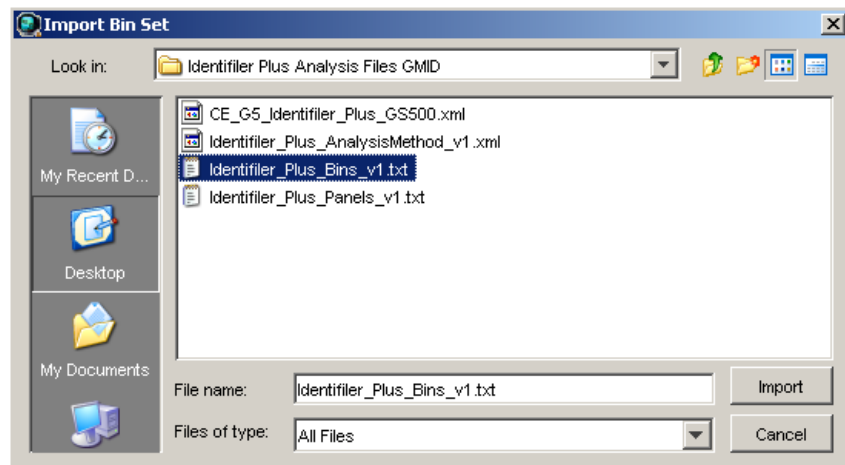 Import Bin Set
Look in: Identifiler Plus Analysis Files GMID
My Recent D...
Desktop
My Documents
CE_G5_Identifiler_Plus_GS500.xml
Identifiler_Plus_AnalysisMethod_v1.xml
Identifiler_Plus_Bins_v1.txt
Identifiler_Plus_Panels_v1.txt
File name: Identifiler_Plus_Bins_v1.txt Import
Files of type: All Files Cancel